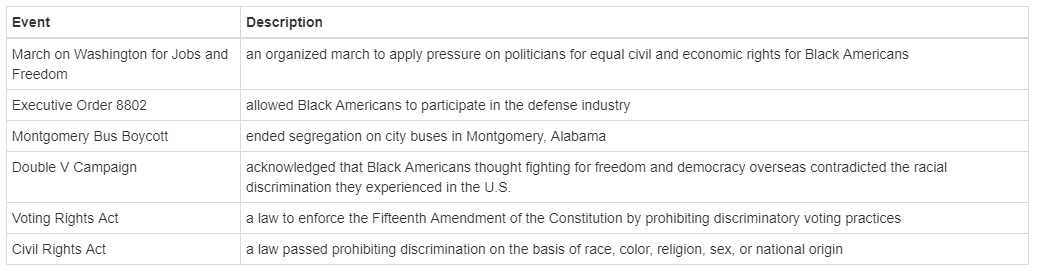 Event Description
March on Washington for Jobs and Freedom an organized march to apply pressure on politicians for equal civil and economic rights for Black Americans
Executive Order 8802 allowed Black Americans to participate in the defense industry
Montgomery Bus Boycott ended segregation on city buses in Montgomery, Alabama
Double V Campaign acknowledged that Black Americans thought fighting for freedom and democracy overseas contradicted the racial
discrimination they experienced in the U.S.
Voting Rights Act a law to enforce the Fifteenth Amendment of the Constitution by prohibiting discriminatory voting practices
Civil Rights Act a law passed prohibiting discrimination on the basis of race, color, religion, sex, or national origin